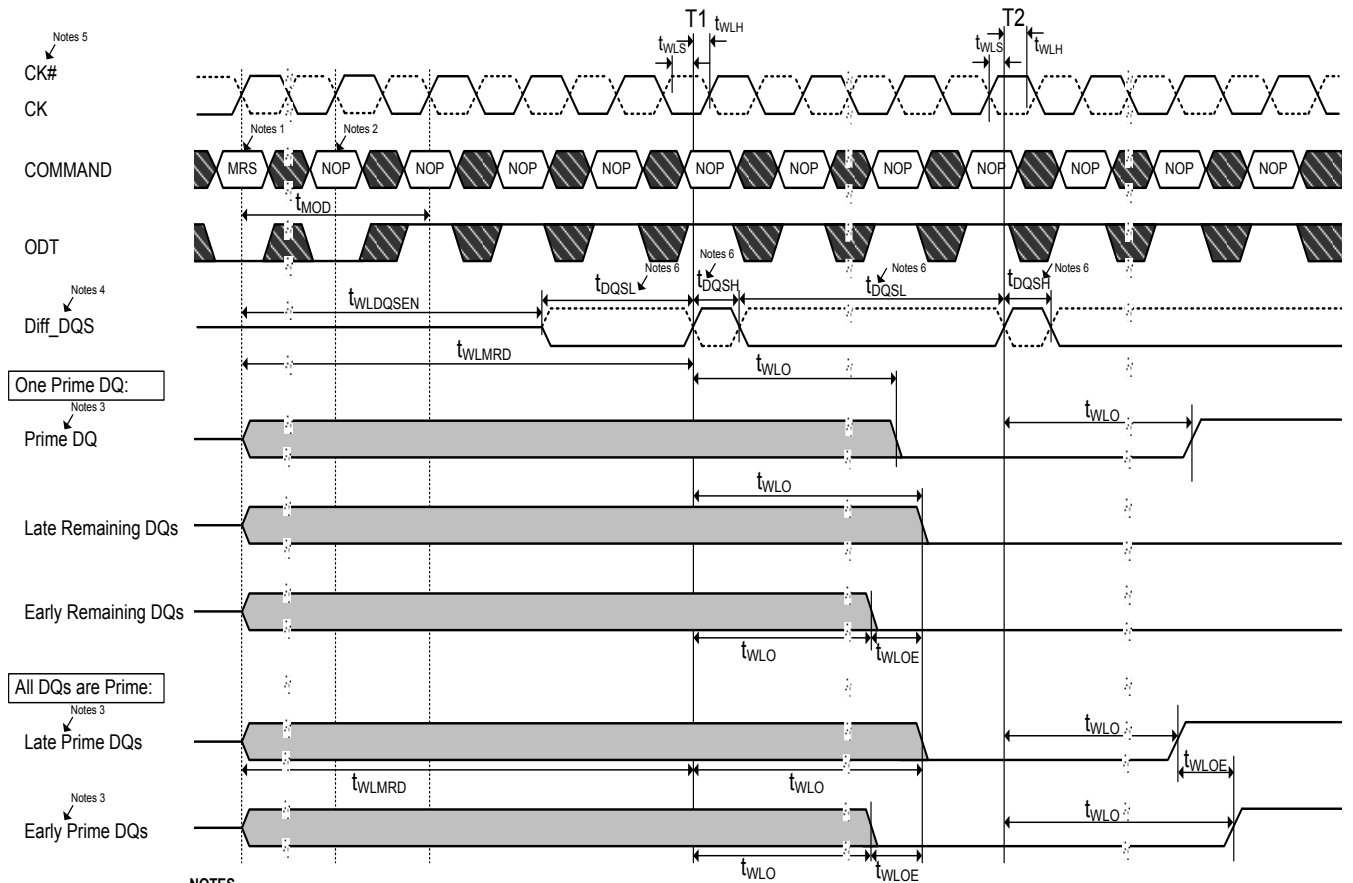 T1
T2
tWLS
tWLH
tWLS
tWLH
Notes 5
CK#
CK
Notes 1
Notes 2
COMMAND
MRS
NOP
NOP
NOP
NOP
NOP
NOP
NOP
NOP
NOP
NOP
NOP
tMOD
ODT
Notes 4
Diff_DQS
tWLDQSEN
tDQSL
Notes 6
tDQSH
Notes 6
tDQSL
Notes 6
tDQSH
Notes 6
tWLMRD
tWLO
One Prime DQ:
Notes 3
Prime DQ
tWLO
tWLO
Late Remaining DQs
Early Remaining DQs
tWLO
tWLOE
All DQs are Prime:
Notes 3
Late Prime DQs
tWLO
tWLOE
tWLMRD
tWLO
Notes 3
Early Prime DQs
tWLO
tWLO
tWLOE
NOTES